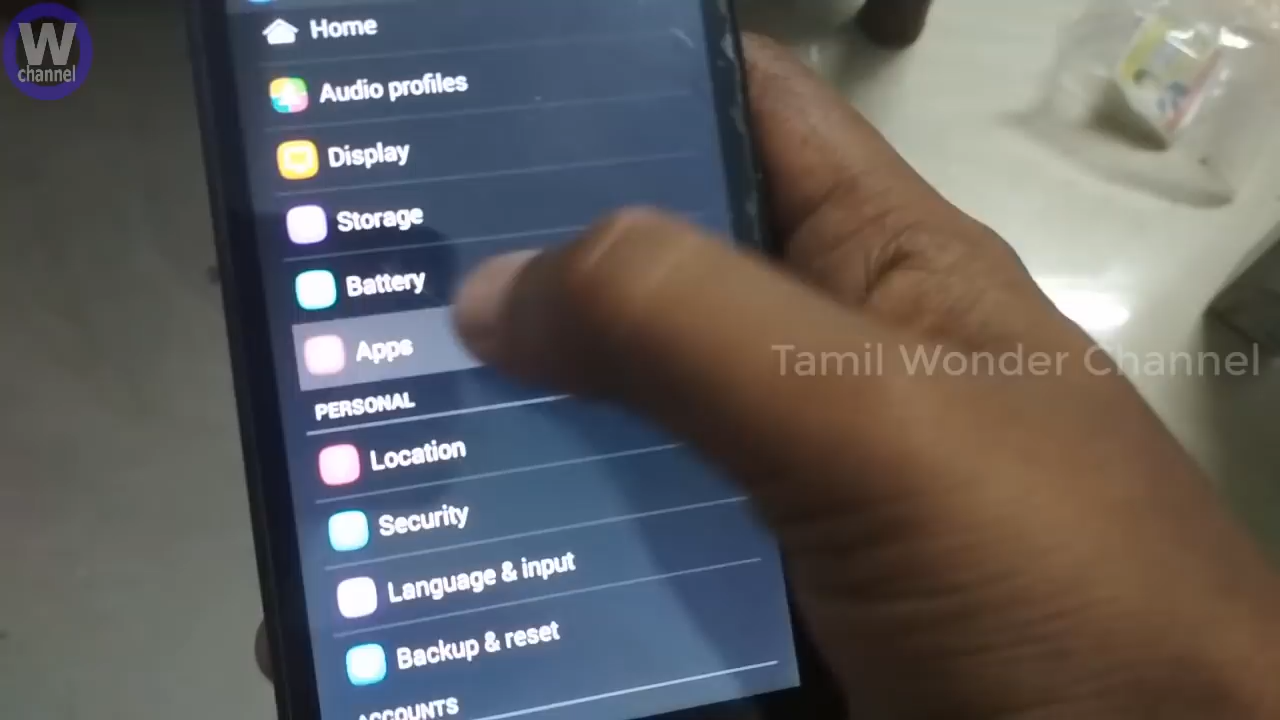 W
channel
Home
Audio profiles
Display
Storage
Battery
Apps
PERSONAL
Location
Security
Language & input
Backup & reset
ACCOUNTS
Tamil Wonder Channel